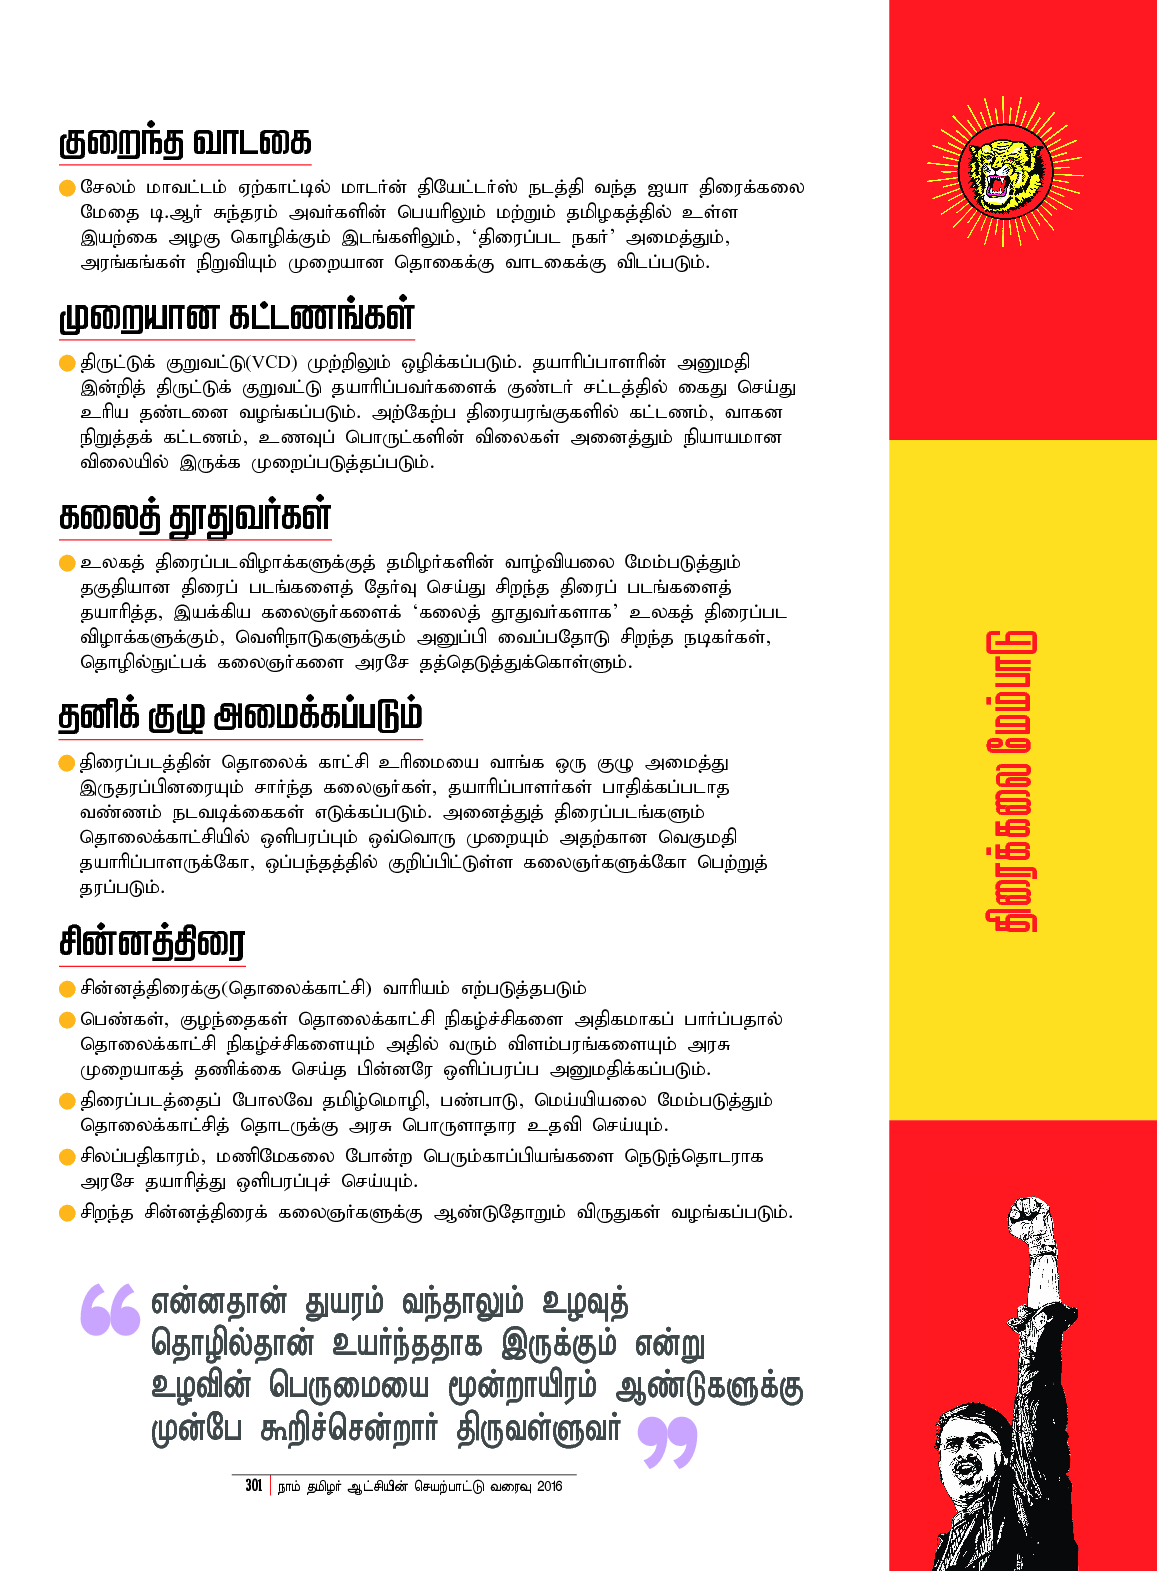 குறைந்த வாடகை
சேலம் மாவட்டம் ஏற்காட்டில் மாடர்ன் தியேட்டர்ஸ் நடத்தி வந்த ஐயா திரைக்கலை
மேதை டி.ஆர் சுந்தரம் அவர்களின் பெயரிலும் மற்றும் தமிழகத்தில் உள்ள
இயற்கை அழகு கொழிக்கும் இடங்களிலும், ‘திரைப்பட நகர்’ அமைத்தும்,
அரங்கங்கள் நிறுவியும் முறையான தொகைக்கு வாடகைக்கு விடப்படும்.
முறையான கட்டணங்கள்
திருட்டுக் குறுவட்டு(VCD) முற்றிலும் ஒழிக்கப்படும். தயாரிப்பாளரின் அனுமதி
இன்றித் திருட்டுக் குறுவட்டு தயாரிப்பவர்களைக் குண்டர் சட்டத்தில் கைது செய்து
உரிய தண்டனை வழங்கப்படும். அற்கேற்ப திரையரங்குகளில் கட்டணம், வாகன
நிறுத்தக் கட்டணம், உணவுப் பொருட்களின் விலைகள் அனைத்தும் நியாயமான
விலையில் இருக்க முறைப்படுத்தப்படும்.
கலைத் தூதுவர்கள்
உலகத் திரைப்படவிழாக்களுக்குத் தமிழர்களின் வாழ்வியலை மேம்படுத்தும்
தகுதியான திரைப் படங்களைத் தேர்வு செய்து சிறந்த திரைப் படங்களைத்
தயாரித்த, இயக்கிய கலைஞர்களைக் ‘கலைத் தூதுவர்களாக’ உலகத் திரைப்பட
விழாக்களுக்கும், வெளிநாடுகளுக்கும் அனுப்பி வைப்பதோடு சிறந்த நடிகர்கள்,
தொழில்நுட்பக் கலைஞர்களை அரசே தத்தெடுத்துக்கொள்ளும்.
தனிக் குழு அமைக்கப்படும்
திரைப்படத்தின் தொலைக் காட்சி உரிமையை வாங்க ஒரு குழு அமைத்து
இருதரப்பினரையும் சார்ந்த கலைஞர்கள், தயாரிப்பாளர்கள் பாதிக்கப்படாத
வண்ணம் நடவடிக்கைகள் எடுக்கப்படும். அனைத்துத் திரைப்படங்களும்
தொலைக்காட்சியில் ஒளிபரப்பும் ஒவ்வொரு முறையும் அதற்கான வெகுமதி
தயாரிப்பாளருக்கோ, ஒப்பந்தத்தில் குறிப்பிட்டுள்ள கலைஞர்களுக்கோ பெற்றுத்
தரப்படும்.
சின்னத்திரை
சின்னத்திரைக்கு(தொலைக்காட்சி) வாரியம் எற்படுத்தபடும்
பெண்கள், குழந்தைகள் தொலைக்காட்சி நிகழ்ச்சிகளை அதிகமாகப் பார்ப்பதால்
தொலைக்காட்சி நிகழ்ச்சிகளையும் அதில் வரும் விளம்பரங்களையும் அரசு
முறையாகத் தணிக்கை செய்த பின்னரே ஒளிப்பரப்ப அனுமதிக்கப்படும்.
திரைப்படத்தைப் போலவே தமிழ்மொழி, பண்பாடு, மெய்யியலை மேம்படுத்தும்
தொலைக்காட்சித் தொடருக்கு அரசு பொருளாதார உதவி செய்யும்.
சிலப்பதிகாரம், மணிமேகலை போன்ற பெரும்காப்பியங்களை நெடுந்தொடராக
அரசே தயாரித்து ஒளிபரப்புச் செய்யும்.
சிறந்த சின்னத்திரைக் கலைஞர்களுக்கு ஆண்டுதோறும் விருதுகள் வழங்கப்படும்.
“ என்னதான் துயரம் வந்தாலும் உழவுத்
தொழில்தான் உயர்ந்ததாக இருக்கும் என்று
உழவின் பெருமையை மூன்றாயிரம் ஆண்டுகளுக்கு
முன்பே கூறிச்சென்றார் திருவள்ளுவர் ”
301 | நாம் தமிழர் ஆட்சியின் செயற்பாட்டு வரைவு 2016
திரைக்கலை மேம்பாடு